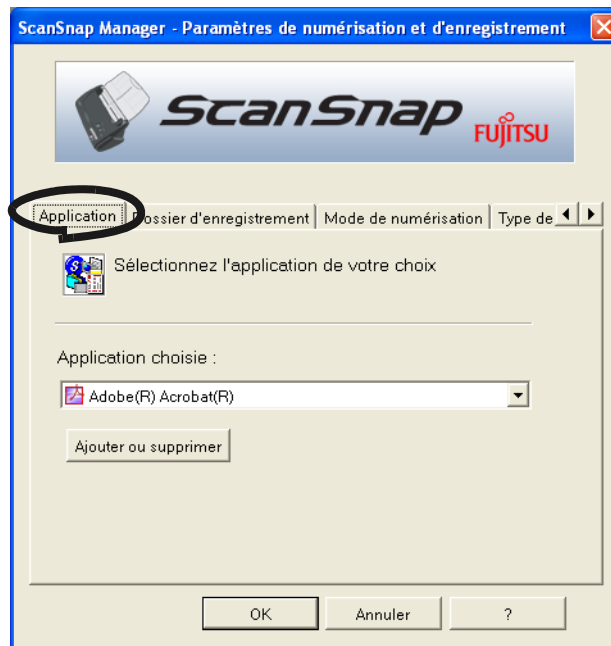 ScanSnap Manager - Paramètres de numérisation et d'enregistrement
ScanSnap
FUJITSU
Application
Dossier d'enregistrement
Mode de numérisation
Type de
Sélectionnez l'application de votre choix
Application choisie :
Adobe(R) Acrobat(R)
Ajouter ou supprimer
OK
Annuler
?